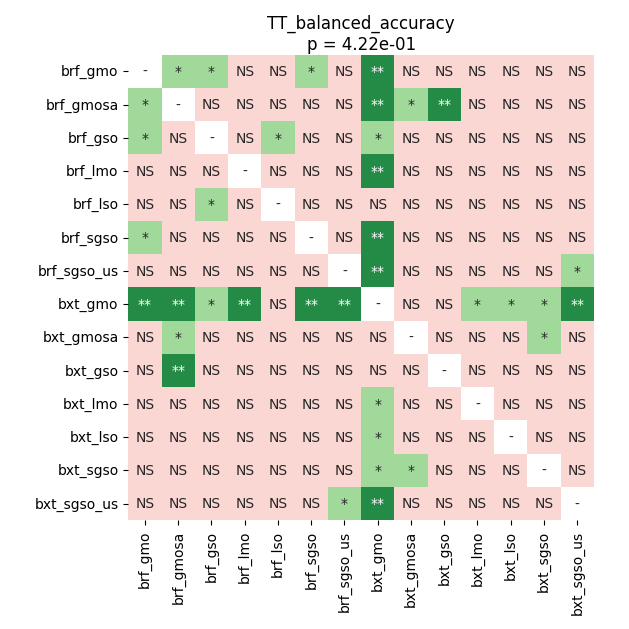 TT_balanced_accuracy
p = 4.22e-01
brf_gmo - * * NS NS * NS ** NS NS NS NS NS NS
brf_gmosa * - NS NS NS NS NS ** * ** NS NS NS NS
brf_gso * NS - NS * NS NS * NS NS NS NS NS NS
brf_lmo NS NS NS - NS NS NS ** NS NS NS NS NS NS
brf_lso NS NS * NS - NS NS NS NS NS NS NS NS NS
brf_sgso * NS NS NS NS - NS ** NS NS NS NS NS NS
brf_sgso_us NS NS NS NS NS NS - ** NS NS NS NS NS *
bxt_gmo ** ** * ** NS ** ** - NS NS * * * **
bxt_gmosa NS * NS NS NS NS NS NS - NS NS NS * NS
bxt_gso NS ** NS NS NS NS NS NS NS - NS NS NS NS
bxt_lmo NS NS NS NS NS NS NS * NS NS - NS NS NS
bxt_lso NS NS NS NS NS NS NS * NS NS NS - NS NS
bxt_sgso NS NS NS NS NS NS NS * * NS NS NS - NS
bxt_sgso_us NS NS NS NS NS NS * ** NS NS NS NS NS -
brf_gmo
brf_gmosa
brf_gso
brf_lmo
brf_lso
brf_sgso
brf_sgso_us
bxt_gmo
bxt_gmosa
bxt_gso
bxt_lmo
bxt_lso
bxt_sgso
bxt_sgso_us